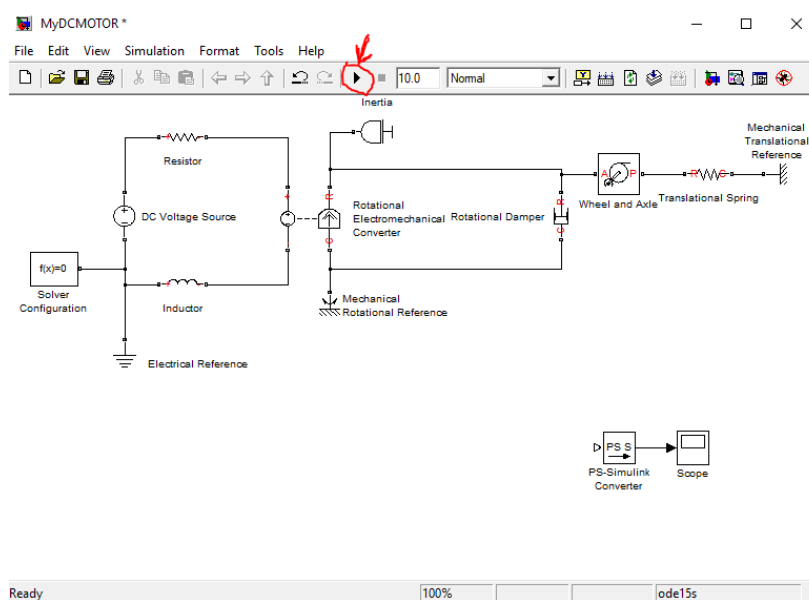 MyDCMOTOR *
File Edit View Simulation Format Tools Help
10.0 Normal
Inertia
Resistor
Mechanical
Translational
Reference
DC Voltage Source
Rotational
Electromechanical
Converter
Rotational Damper
A P
R C
Wheel and Axle
Translational Spring
R
C
R
C
f(x)=0
Solver
Configuration
Inductor
Mechanical
Rotational Reference
Electrical Reference
PS S
PS-Simulink
Converter
Scope
Ready 100% ode15s